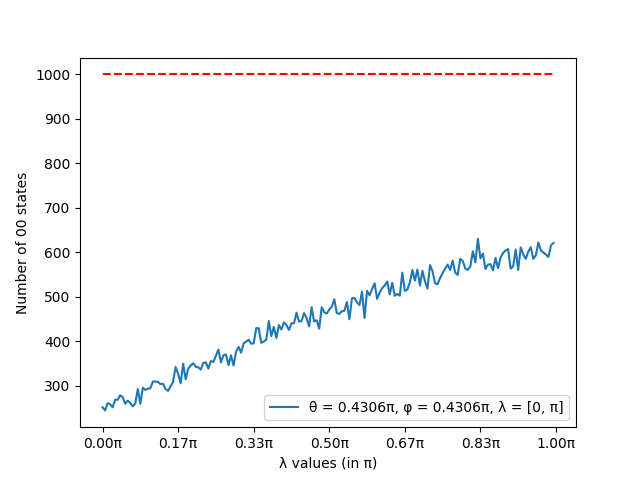 1000
900
800
700
600
500
400
300
Number of 00 states
θ = 0.4306π, φ = 0.4306π, λ = [0, π]
0.00π 0.17π 0.33π 0.50π 0.67π 0.83π 1.00π
λ values (in π)